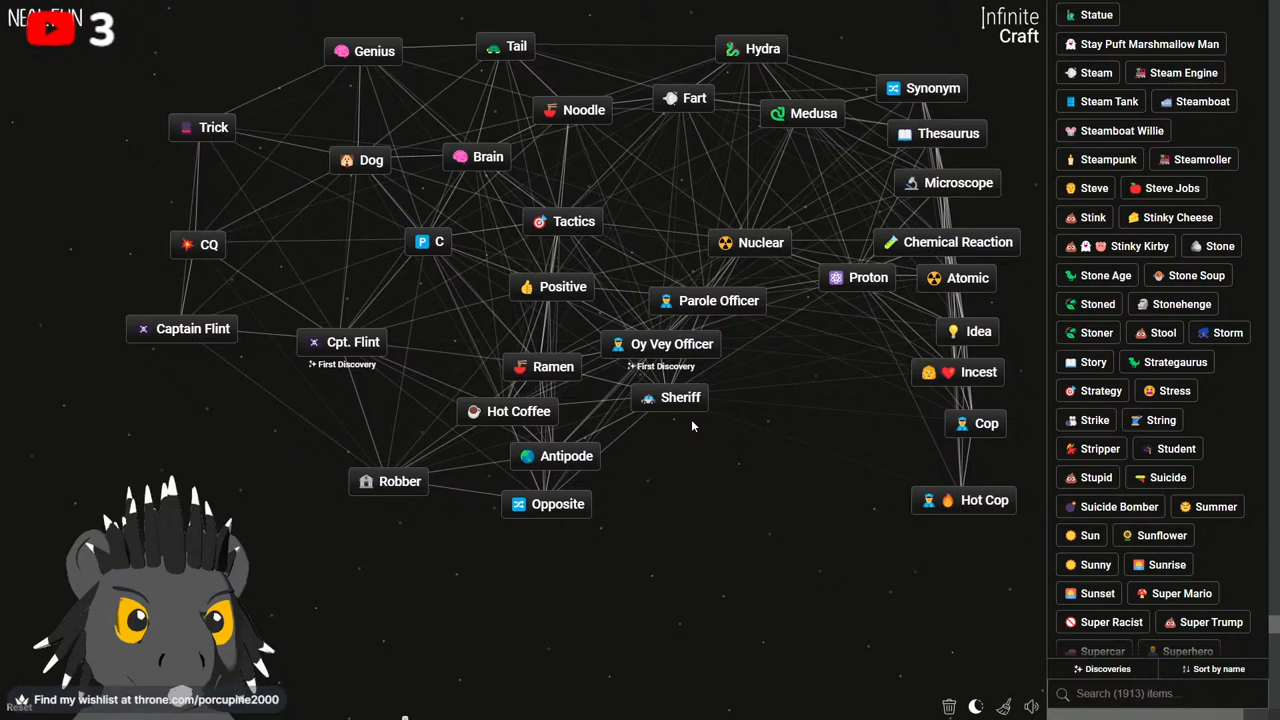 NEAL.FUN
3
Infinite
Craft
Genius
Tail
Hydra
Synonym
Noodle
Fart
Medusa
Thesaurus
Trick
Dog
Brain
Microscope
Tactics
CQ
C
Nuclear
Chemical Reaction
Positive
Parole Officer
Proton
Atomic
Captain Flint
Cpt. Flint
First Discovery
Oy Vey Officer
First Discovery
Idea
Ramen
Incest
Hot Coffee
Sheriff
Cop
Antipode
Robber
Opposite
Hot Cop
Statue
Stay Puft Marshmallow Man
Steam Steam Engine
Steam Tank Steamboat
Steamboat Willie
Steampunk Steamroller
Steve Steve Jobs
Stink Stinky Cheese
Stinky Kirby Stone
Stone Age Stone Soup
Stoned Stonehenge
Stoner Stool Storm
Story Strategaurus
Strategy Stress
Strike String
Stripper Student
Stupid Suicide
Suicide Bomber Summer
Sun Sunflower
Sunny Sunrise
Sunset Super Mario
Super Racist Super Trump
Supercar Superhero
Discoveries Sort by name
Search (1913) items...
Find my wishlist at throne.com/porcupine2000
Reset